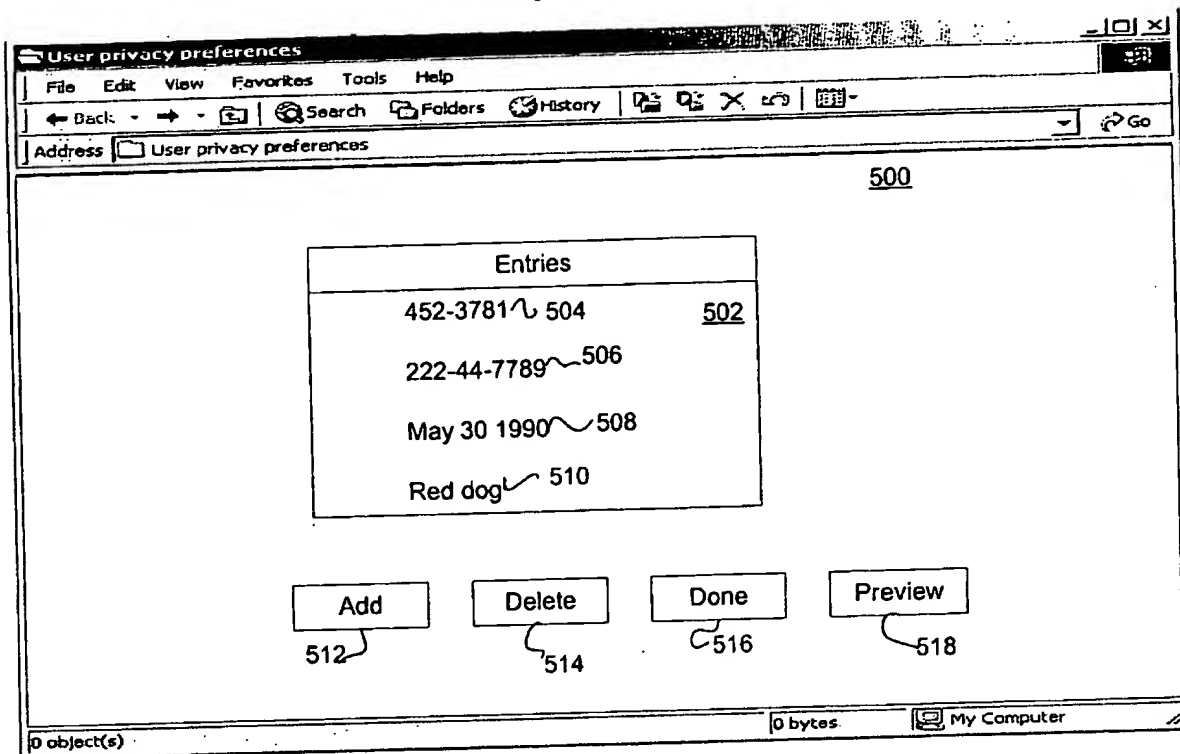 User privacy preferences
File Edit View Favorites Tools Help
Back Search Folders History
Address User privacy preferences Go
500
Entries
452-3781 504 502
222-44-7789 506
May 30 1990 508
Red dog 510
Add Delete Done Preview
512 514 516 518
0 object(s) 0 bytes My Computer